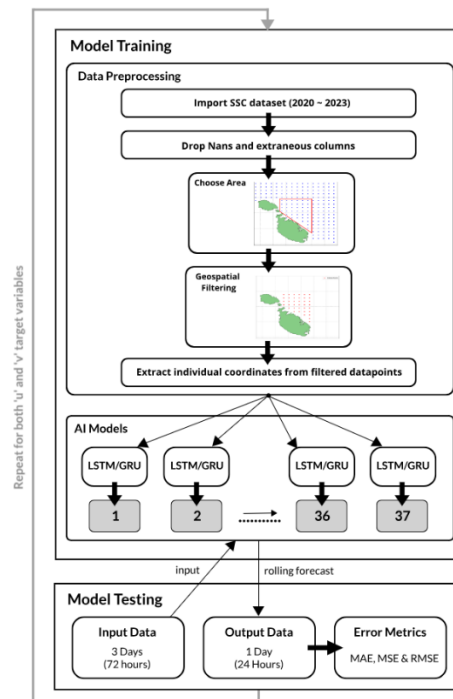 Model Training
Data Preprocessing
Import SSC dataset (2020 ~ 2023)
Drop Nans and extraneous columns
Choose Area
Geospatial
Filtering
Extract individual coordinates from filtered datapoints
AI Models
LSTM/GRU
LSTM/GRU
LSTM/GRU
LSTM/GRU
1
2
............
36
37
input
rolling forecast
Model Testing
Input Data
3 Days
(72 hours)
Output Data
1 Day
(24 Hours)
Error Metrics
MAE, MSE & RMSE
Repeat for both 'u' and 'v' target variables